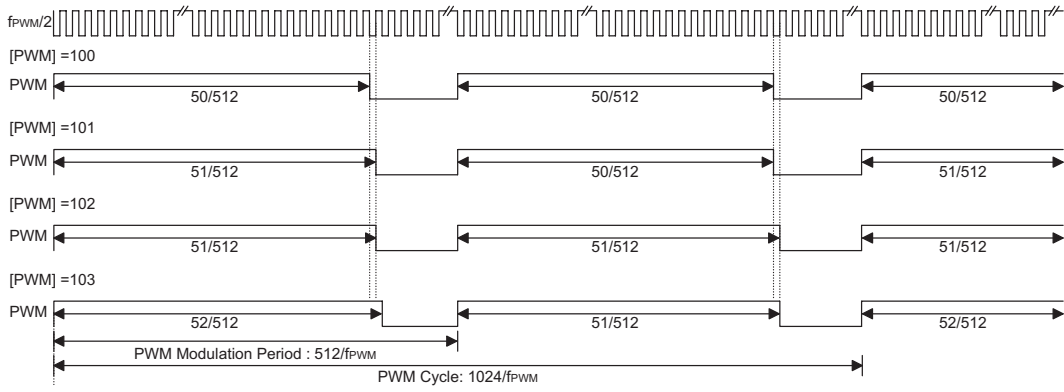 fPWM/2
[PWM] =100
PWM
50/512 50/512 50/512
[PWM] =101
PWM
51/512 50/512 51/512
[PWM] =102
PWM
51/512 51/512 51/512
[PWM] =103
PWM
52/512 51/512 52/512
PWM Modulation Period : 512/fPWM
PWM Cycle: 1024/fPWM